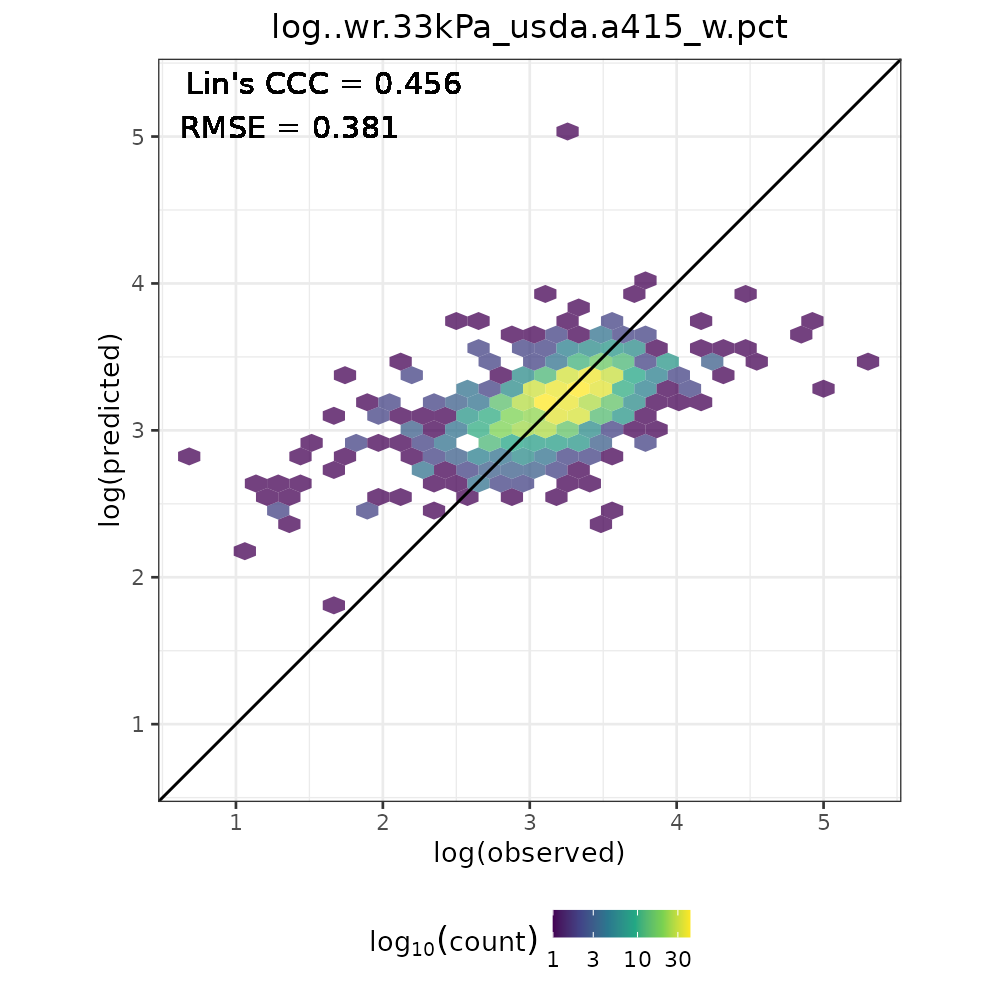 log..wr.33kPa_usda.a415_w.pct
Lin's CCC = 0.456
RMSE = 0.381
5
4
3
2
1
log(predicted)
1 2 3 4 5
log(observed)
log10(count)
1 3 10 30